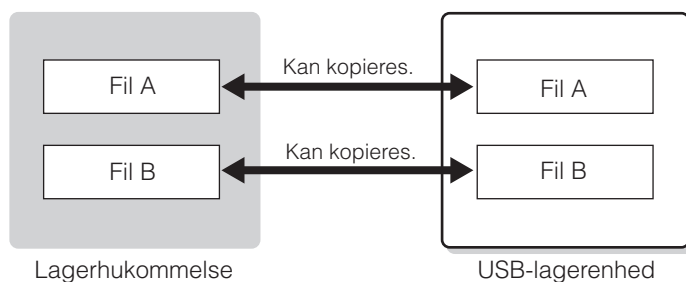 Kan kopieres.
Fil A
Fil A
Kan kopieres.
Fil B
Fil B
Lagerhukommelse
USB-lagerenhed